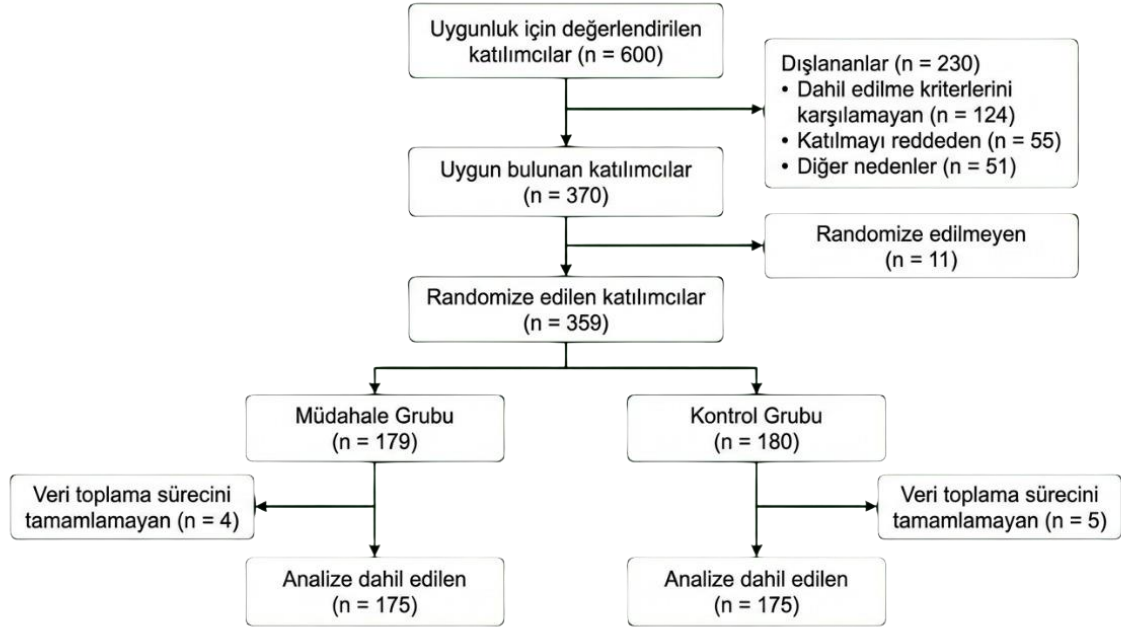 Uygunluk için değerlendirilen
katılımcılar (n = 600)
Dışlananlar (n = 230)
• Dahil edilme kriterlerini
karşılamayan (n = 124)
• Katılmayı reddeden (n = 55)
• Diğer nedenler (n = 51)
Uygun bulunan katılımcılar
(n = 370)
Randomize edilmeyen
(n = 11)
Randomize edilen katılımcılar
(n = 359)
Müdahale Grubu
(n = 179)
Kontrol Grubu
(n = 180)
Veri toplama sürecini
tamamlamayan (n = 4)
Veri toplama sürecini
tamamlamayan (n = 5)
Analize dahil edilen
(n = 175)
Analize dahil edilen
(n = 175)